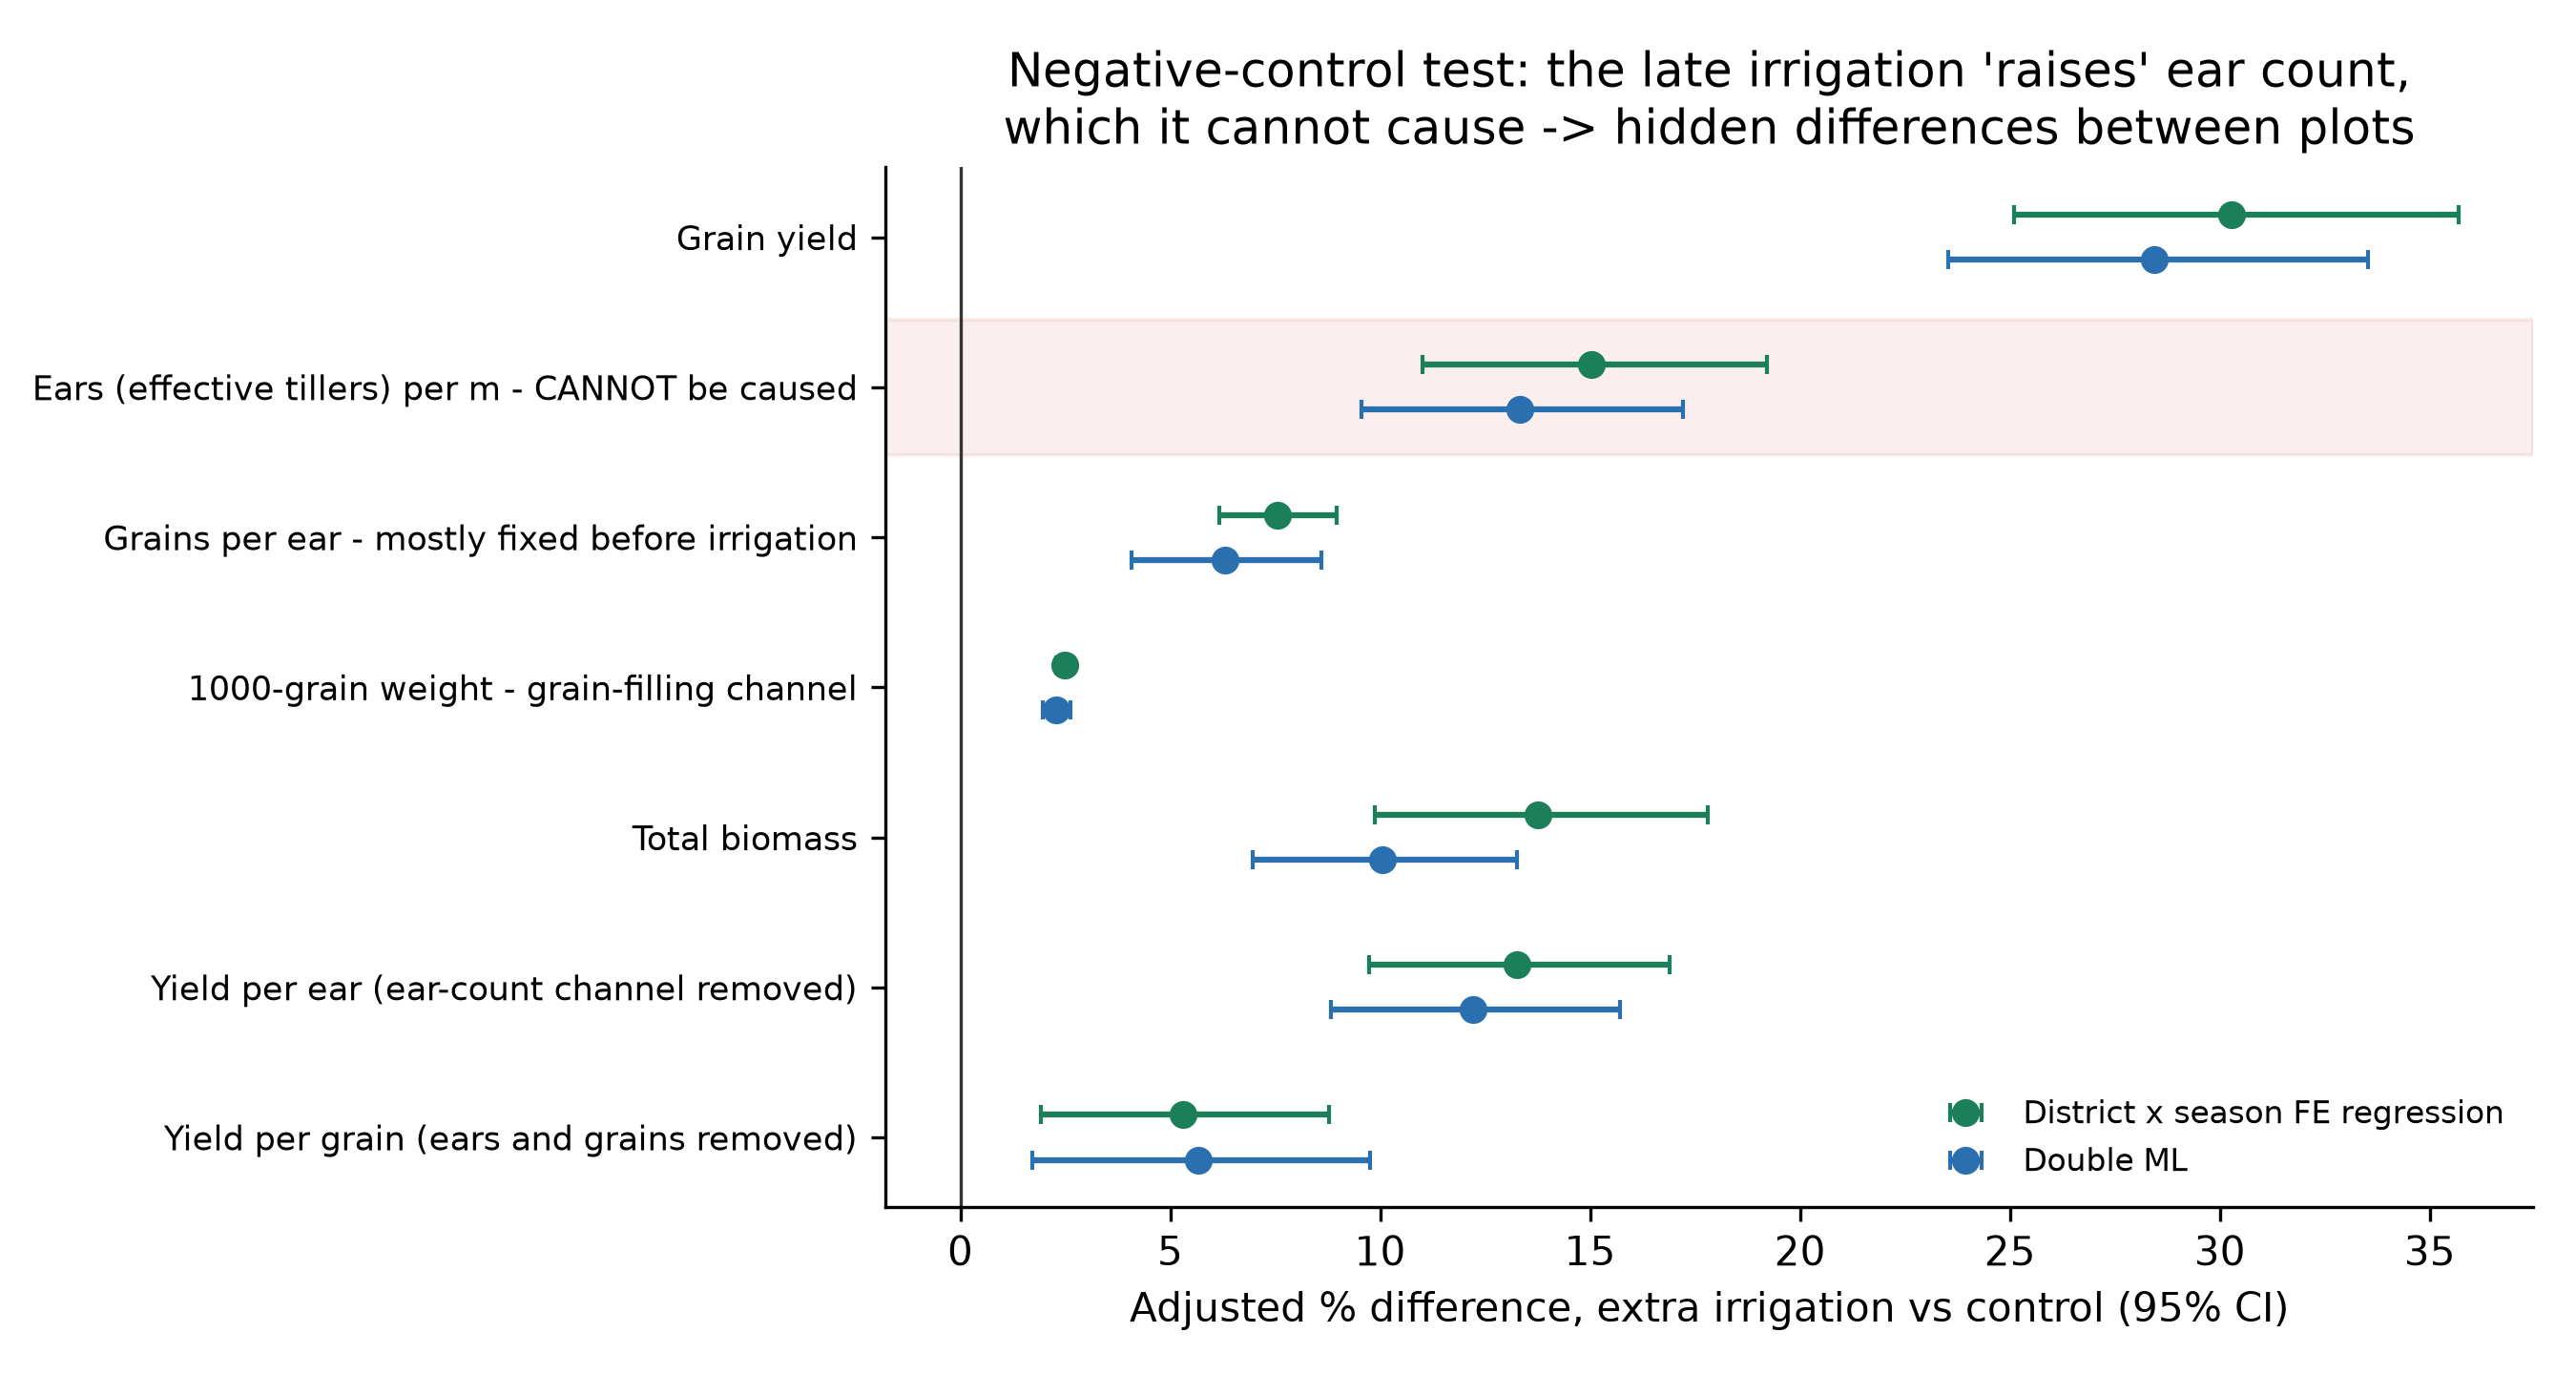 Negative-control test: the late irrigation 'raises' ear count,
which it cannot cause -> hidden differences between plots
Grain yield
Ears (effective tillers) per m - CANNOT be caused
Grains per ear - mostly fixed before irrigation
1000-grain weight - grain-filling channel
Total biomass
Yield per ear (ear-count channel removed)
Yield per grain (ears and grains removed)
District x season FE regression
Double ML
0 5 10 15 20 25 30 35
Adjusted % difference, extra irrigation vs control (95% CI)